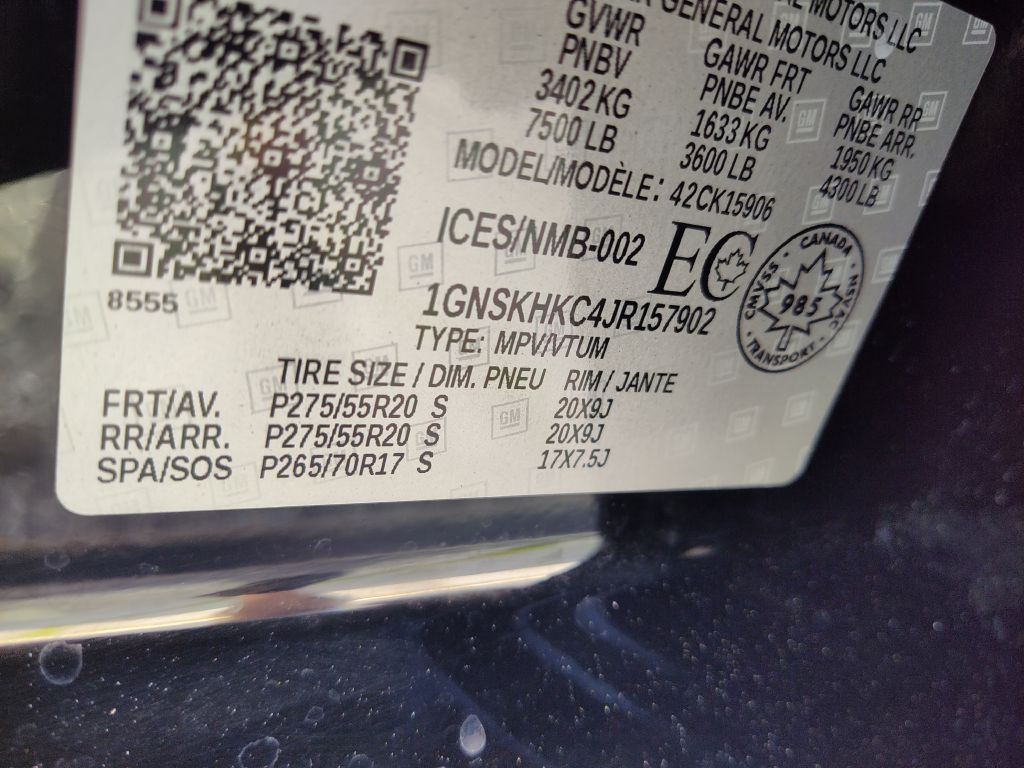 GENERAL MOTORS LLC
GENERAL MOTORS LLC
GVWR GAWR FRT GAWR RR
PNBV PNBE AV. PNBE ARR.
3402 KG 1633 KG 1950 KG
7500 LB 3600 LB 4300 LB
MODEL/MODÈLE: 42CK15906
ICES/NMB-002
EC
CANADA
CMVSS 985 NSVAC
TRANSPORT
8555
1GNSKHKC4JR157902
TYPE: MPV/VTUM
TIRE SIZE / DIM. PNEU RIM / JANTE
FRT/AV. P275/55R20 S 20X9J
RR/ARR. P275/55R20 S 20X9J
SPA/SOS P265/70R17 S 17X7.5J
GM